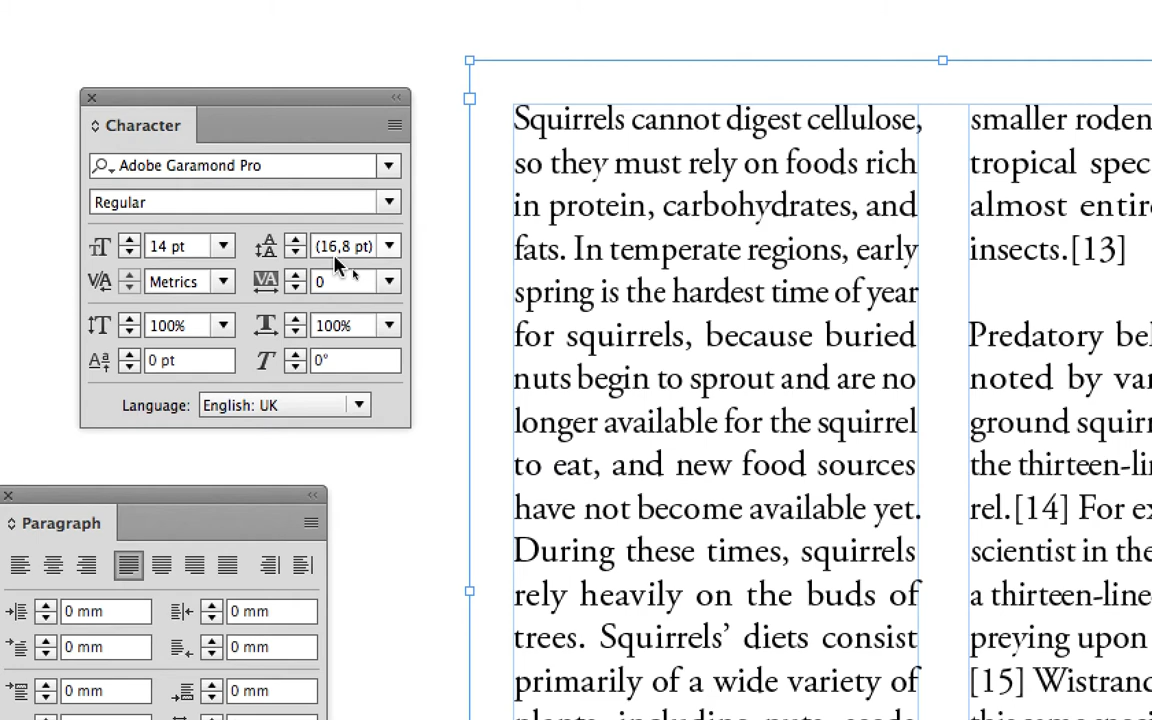 Character
Adobe Garamond Pro
Regular
14 pt
(16,8 pt)
Metrics
0
100%
100%
0 pt
0°
Language: English: UK
Paragraph
0 mm
0 mm
0 mm
0 mm
0 mm
0 mm
Squirrels cannot digest cellulose,
so they must rely on foods rich
in protein, carbohydrates, and
fats. In temperate regions, early
spring is the hardest time of year
for squirrels, because buried
nuts begin to sprout and are no
longer available for the squirrel
to eat, and new food sources
have not become available yet.
During these times, squirrels
rely heavily on the buds of
trees. Squirrels’ diets consist
primarily of a wide variety of
plants, including nuts, seeds,
smaller roden
tropical spec
almost entire
insects.[13]
Predatory bel
noted by var
ground squirr
the thirteen-li
rel.[14] For ex
scientist in the
a thirteen-line
preying upon
[15] Wistrand